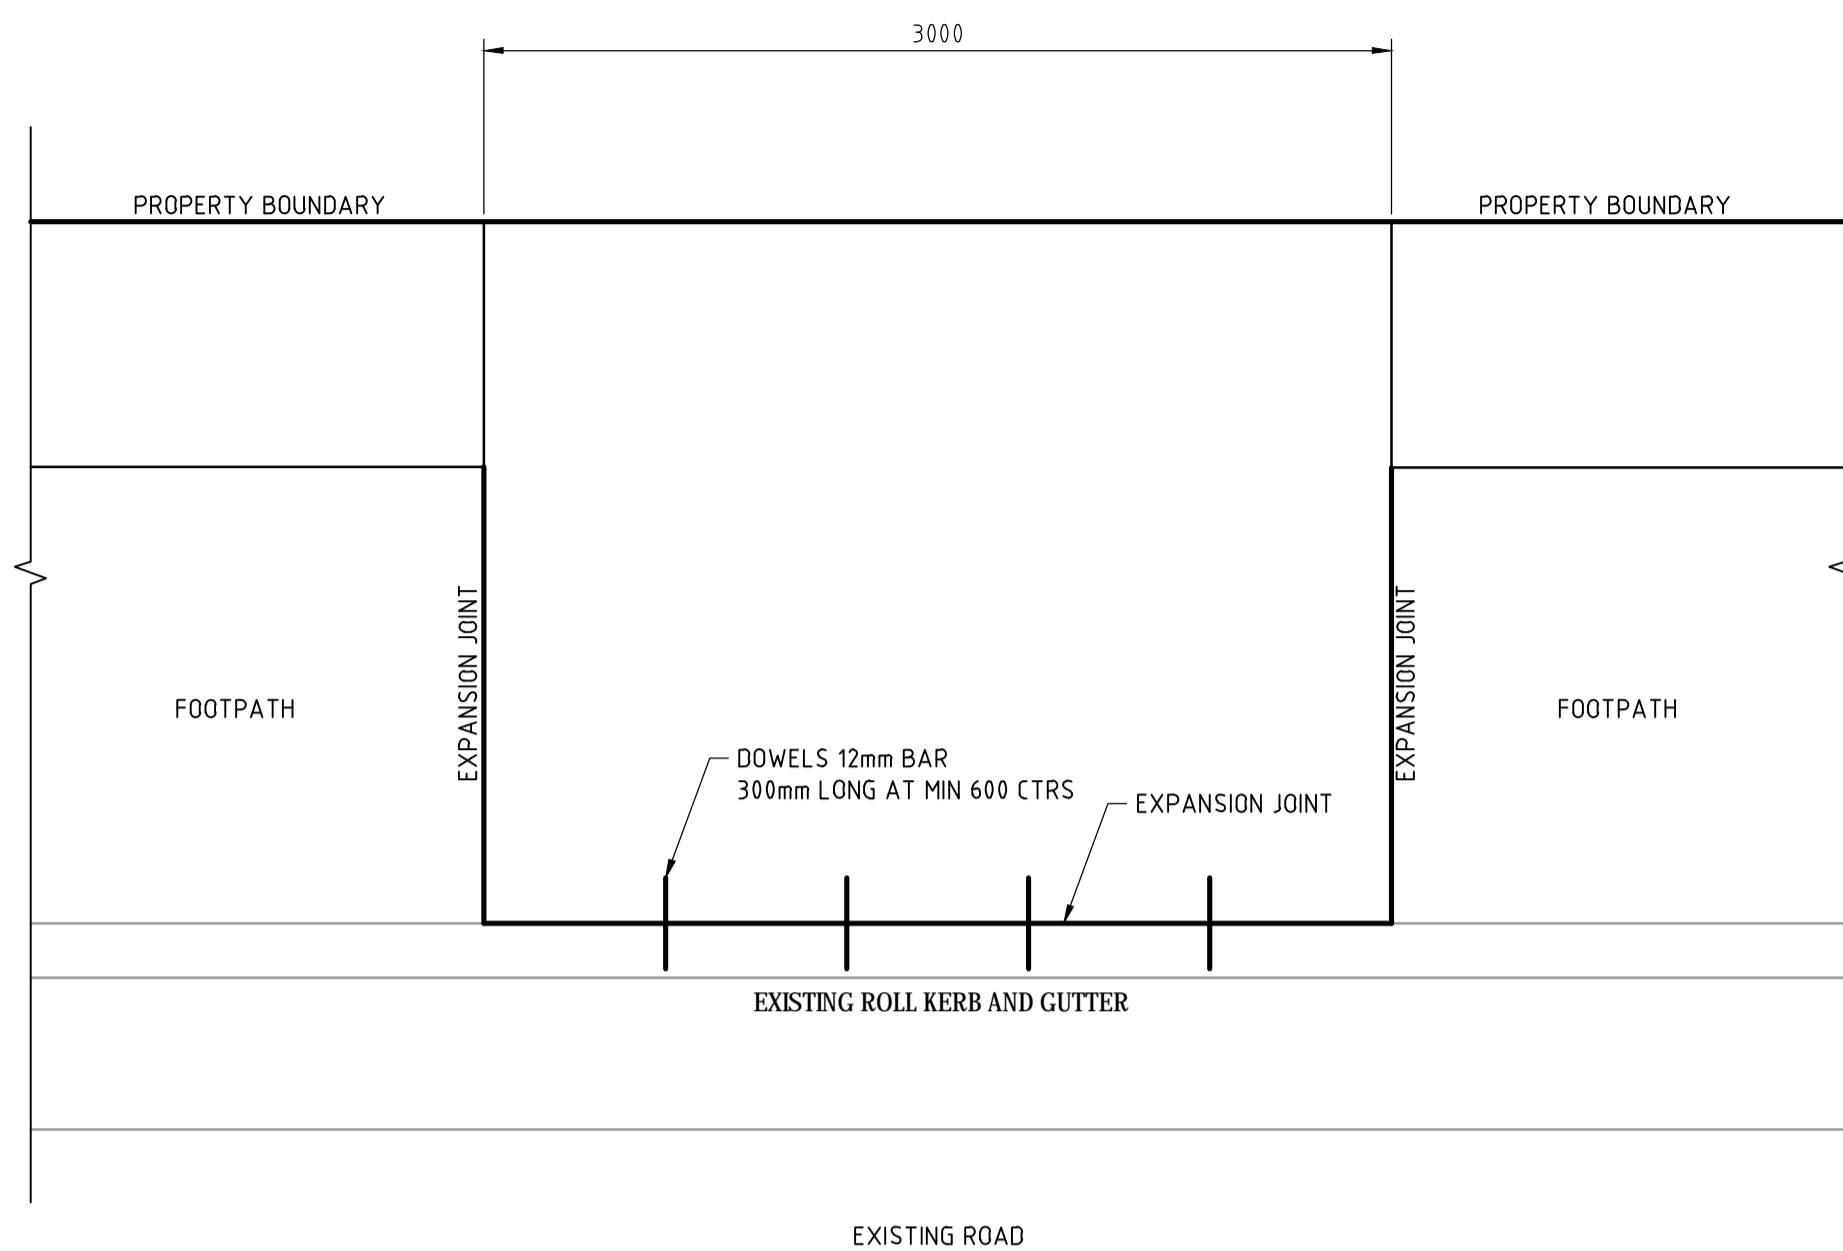 3000
PROPERTY BOUNDARY
PROPERTY BOUNDARY
EXPANSION JOINT
EXPANSION JOINT
FOOTPATH
FOOTPATH
DOWELS 12mm BAR
300mm LONG AT MIN 600 CTRS
EXPANSION JOINT
EXISTING ROLL KERB AND GUTTER
EXISTING ROAD